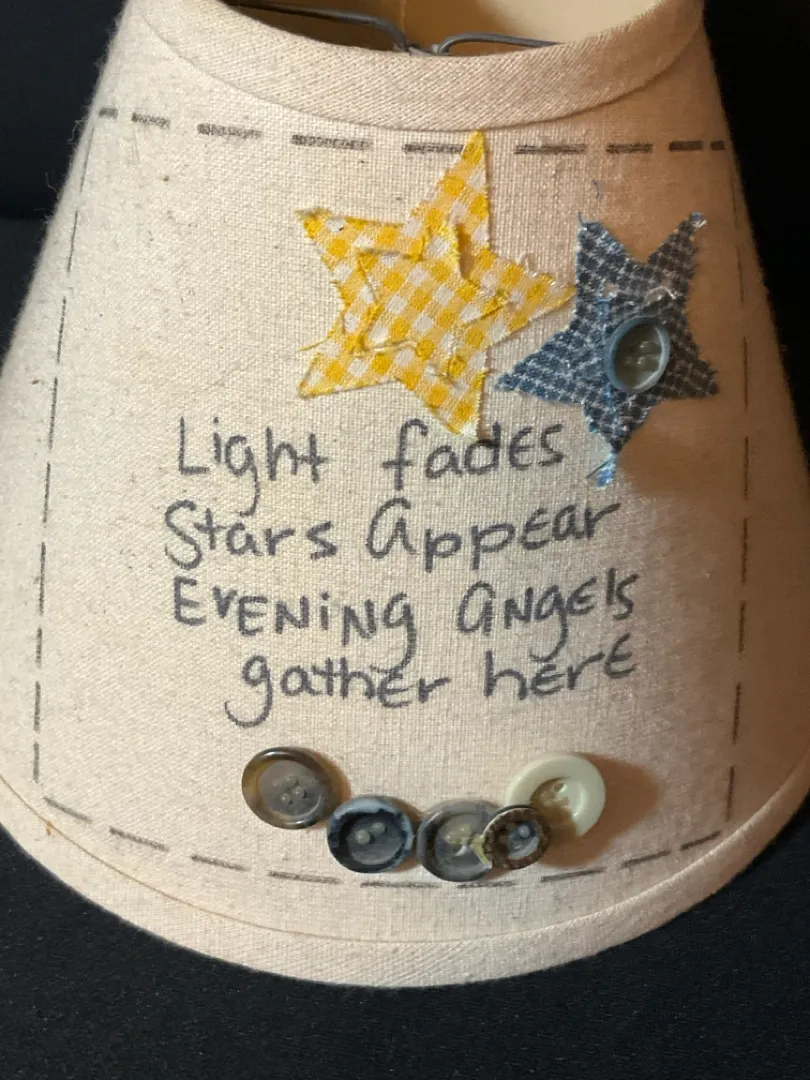 Light fades
Stars Appear
EVENiNg aNgEls
gather here